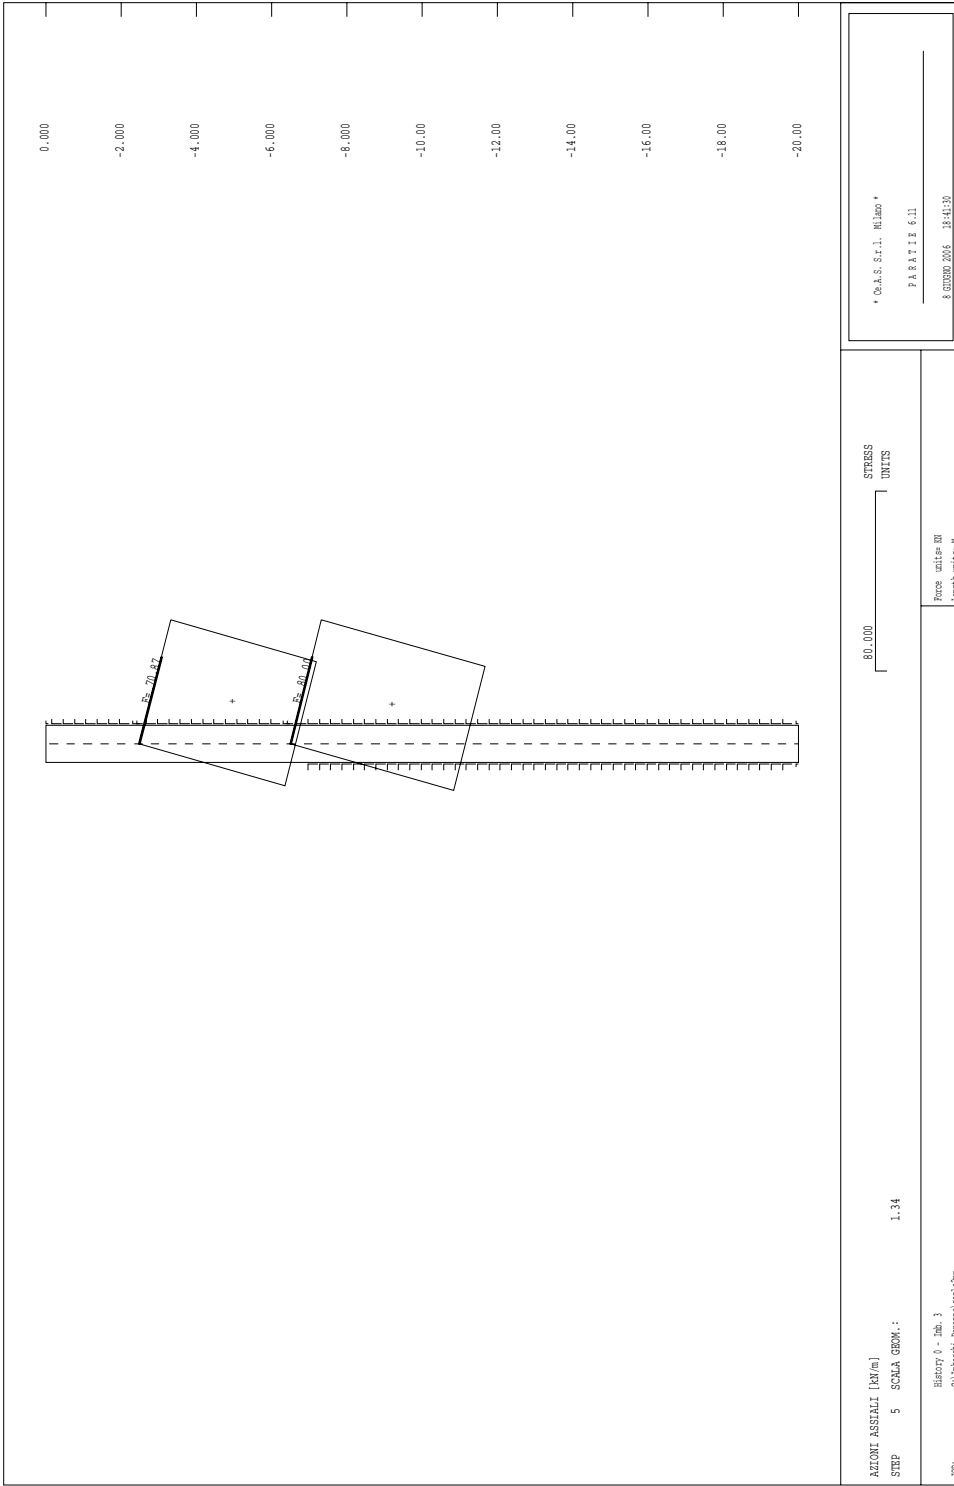 0.000
-2.000
-4.000
-6.000
-8.000
-10.00
-12.00
-14.00
-16.00
-18.00
-20.00
F= 70.87
F= 80.00
AZIONI ASSIALI [kN/m]
STEP 5 SCALA GEOM.: 1.34
80.000
STRESS
UNITS
* Ce.A.S. S.r.l. Milano *
P A R A T I E 6.11
8 GIUGNO 2006 18:41:30
History 0 - Imb. 3
Force units= KN